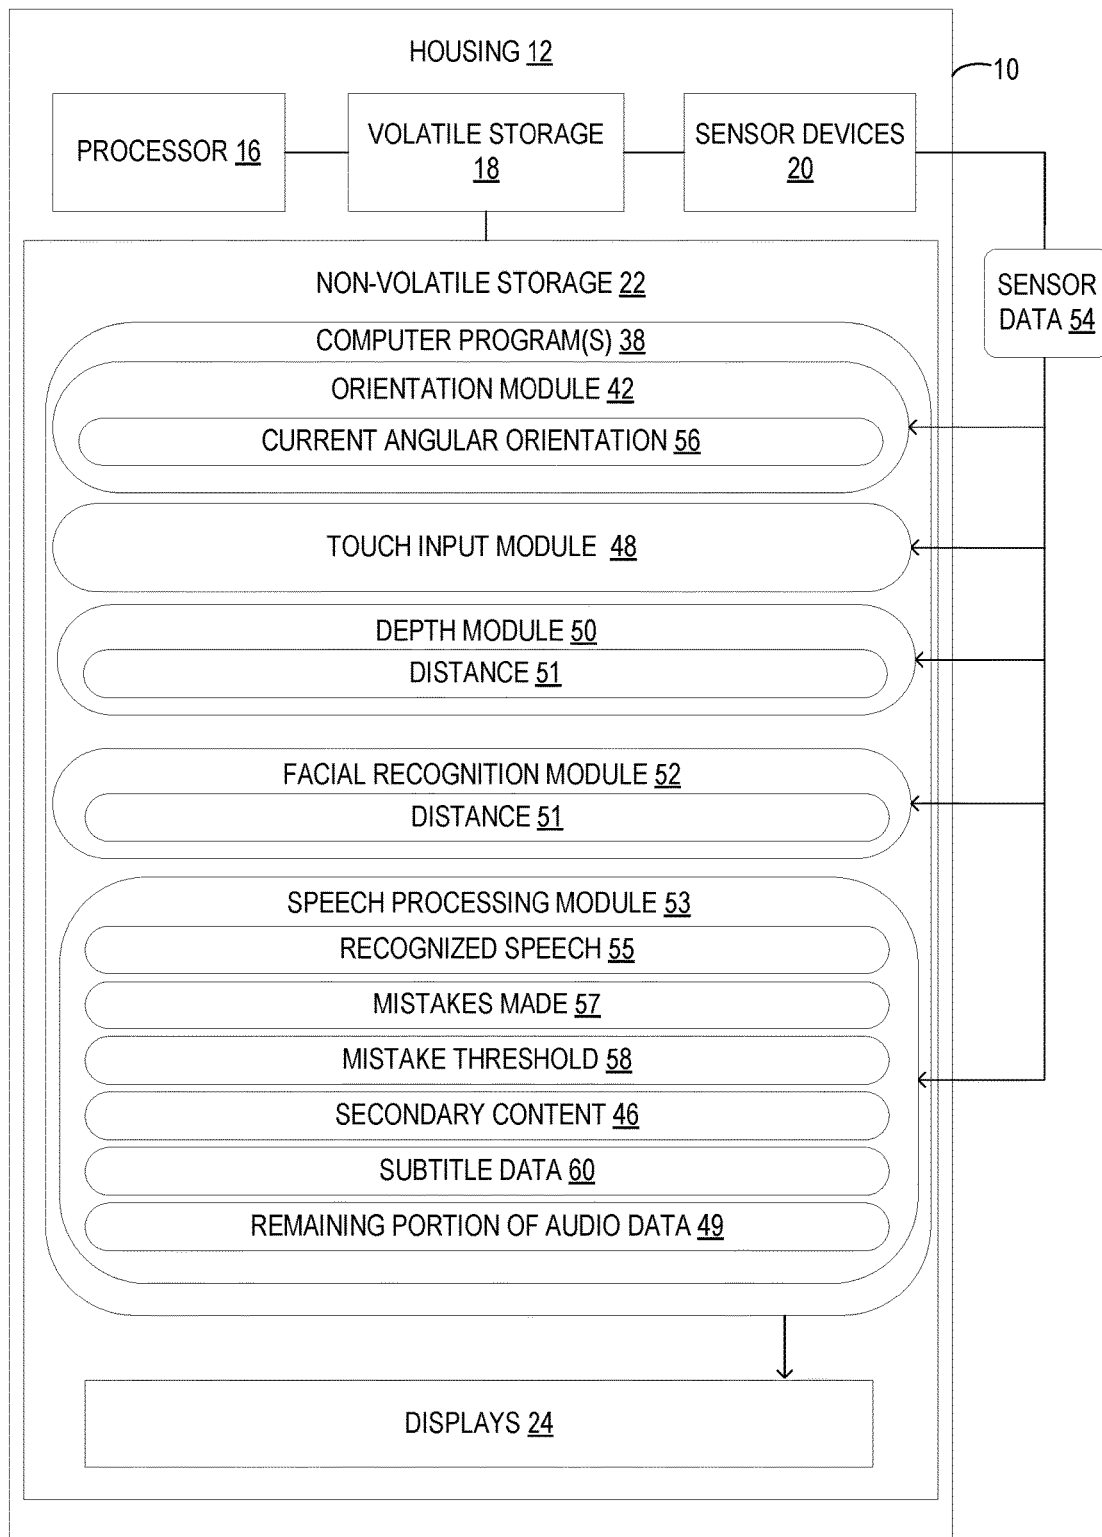 HOUSING 12
10
PROCESSOR 16
VOLATILE STORAGE
18
SENSOR DEVICES
20
SENSOR
DATA 54
NON-VOLATILE STORAGE 22
COMPUTER PROGRAM(S) 38
ORIENTATION MODULE 42
CURRENT ANGULAR ORIENTATION 56
TOUCH INPUT MODULE 48
DEPTH MODULE 50
DISTANCE 51
FACIAL RECOGNITION MODULE 52
DISTANCE 51
SPEECH PROCESSING MODULE 53
RECOGNIZED SPEECH 55
MISTAKES MADE 57
MISTAKE THRESHOLD 58
SECONDARY CONTENT 46
SUBTITLE DATA 60
REMAINING PORTION OF AUDIO DATA 49
DISPLAYS 24